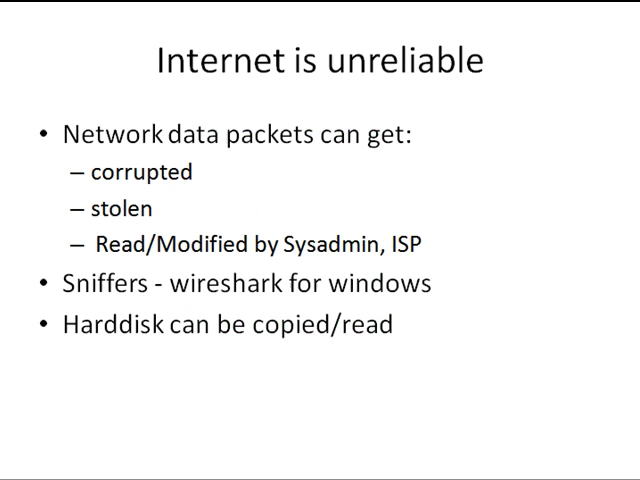 Internet is unreliable
• Network data packets can get:
– corrupted
– stolen
– Read/Modified by Sysadmin, ISP
• Sniffers - wireshark for windows
• Harddisk can be copied/read